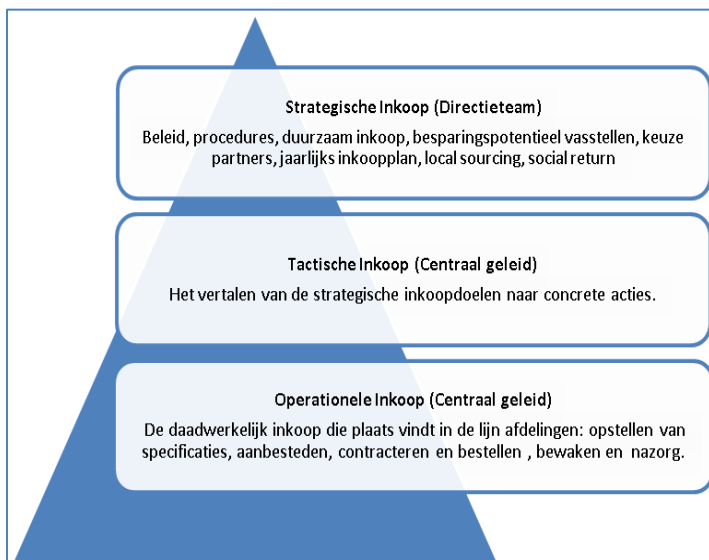 Strategische Inkoop (Directieteam)
Beleid, procedures, duurzaam inkoop, besparingspotentieel vasstellen, keuze
partners, jaarlijks inkoopplan, local sourcing, social return
Tactische Inkoop (Centraal geleid)
Het vertalen van de strategische inkoopdoelen naar concrete acties.
Operationele Inkoop (Centraal geleid)
De daadwerkelijk inkoop die plaats vindt in de lijn afdelingen: opstellen van
specificaties, aanbesteden, contracteren en bestellen , bewaken en nazorg.